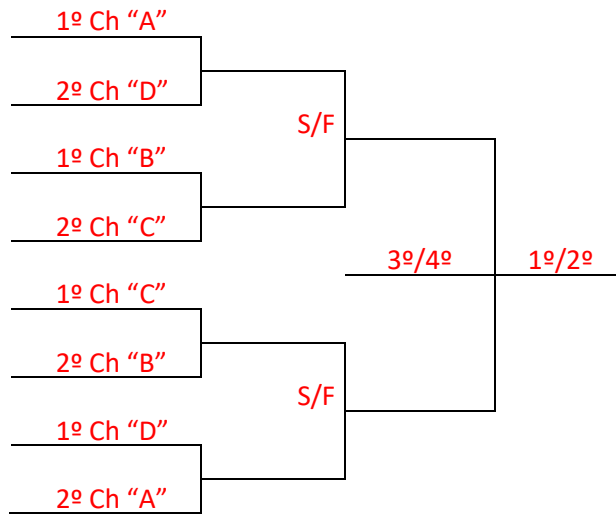 1º Ch “A”
2º Ch “D”
S/F
1º Ch “B”
2º Ch “C”
3º/4º 1º/2º
1º Ch “C”
2º Ch “B”
S/F
1º Ch “D”
2º Ch “A”